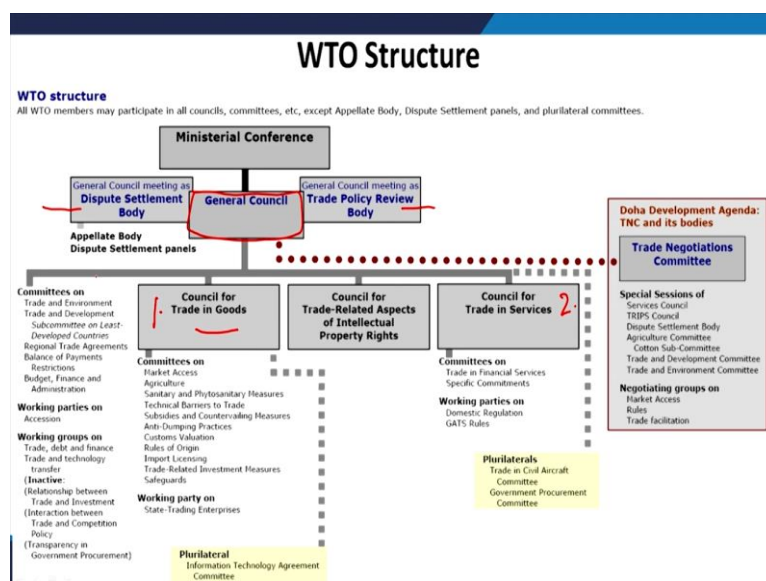 WTO Structure
WTO structure
All WTO members may participate in all councils, committees, etc, except Appellate Body, Dispute Settlement panels, and plurilateral committees.
Ministerial Conference
General Council meeting as
Dispute Settlement
Body
General Council
General Council meeting as
Trade Policy Review
Body
Appellate Body
Dispute Settlement panels
Doha Development Agenda:
TNC and its bodies
Trade Negotiations
Committee
Special Sessions of
Services Council
TRIPS Council
Dispute Settlement Body
Agriculture Committee
Cotton Sub-Committee
Trade and Development Committee
Trade and Environment Committee
Negotiating groups on
Market Access
Rules
Trade facilitation
Committees on
Trade and Environment
Trade and Development
Subcommittee on Least-
Developed Countries
Regional Trade Agreements
Balance of Payments
Restrictions
Budget, Finance and
Administration
Working parties on
Accession
Working groups on
Trade, debt and finance
Trade and technology
transfer
(Inactive:
(Relationship between
Trade and Investment
(Interaction between
Trade and Competition
Policy
(Transparency in
Government Procurement)
1.
Council for
Trade in Goods
Committees on
Market Access
Agriculture
Sanitary and Phytosanitary Measures
Technical Barriers to Trade
Subsidies and Countervailing Measures
Anti-Dumping Practices
Customs Valuation
Rules of Origin
Import Licensing
Trade-Related Investment Measures
Safeguards
Working party on
State-Trading Enterprises
Plurilateral
Information Technology Agreement
Committee
Council for
Trade-Related Aspects
of Intellectual
Property Rights
Council for
Trade in Services
2.
Committees on
Trade in Financial Services
Specific Commitments
Working parties on
Domestic Regulation
GATS Rules
Plurilaterals
Trade in Civil Aircraft
Committee
Government Procurement
Committee